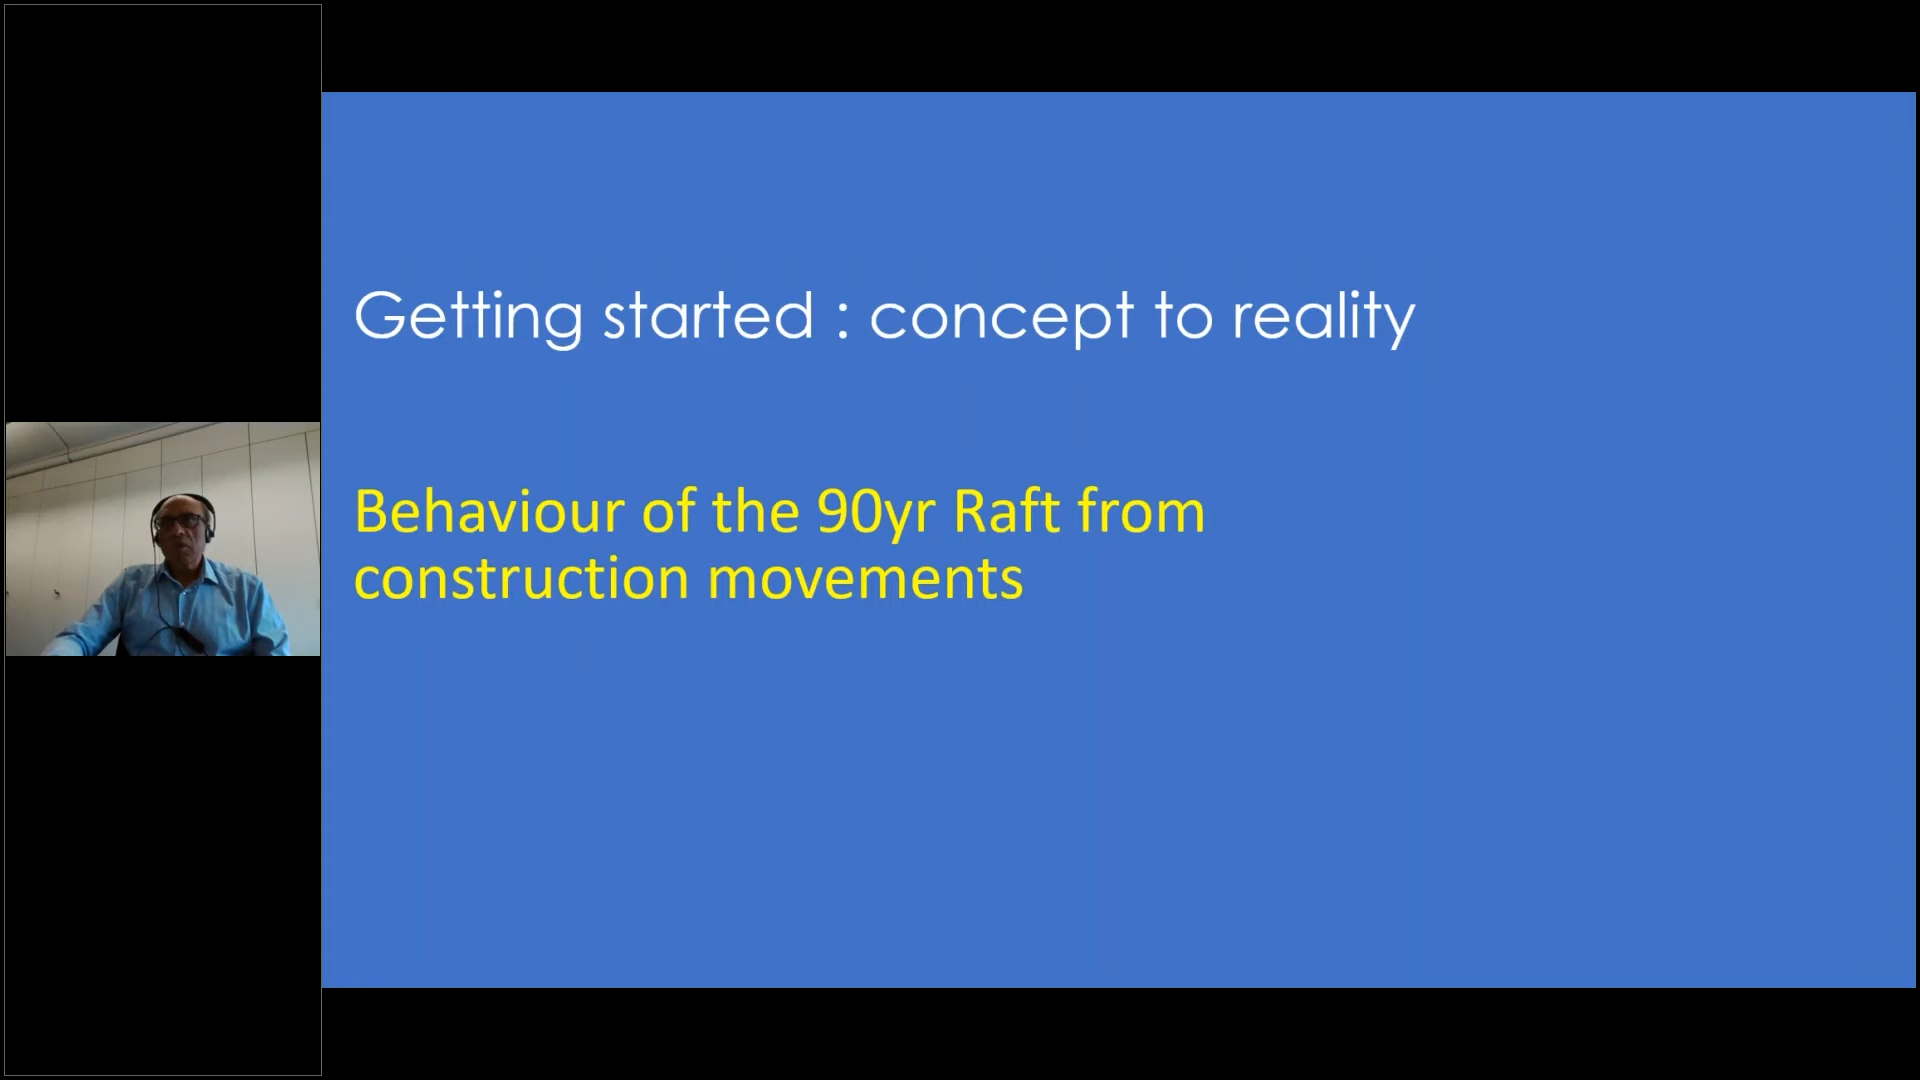 Getting started : concept to reality
Behaviour of the 90yr Raft from
construction movements